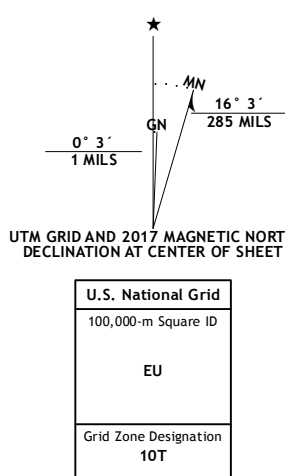 ★
MN
GN
16° 3´
285 MILS
0° 3´
1 MILS
UTM GRID AND 2017 MAGNETIC NORT
DECLINATION AT CENTER OF SHEET
U.S. National Grid
100,000-m Square ID
EU
Grid Zone Designation
10T